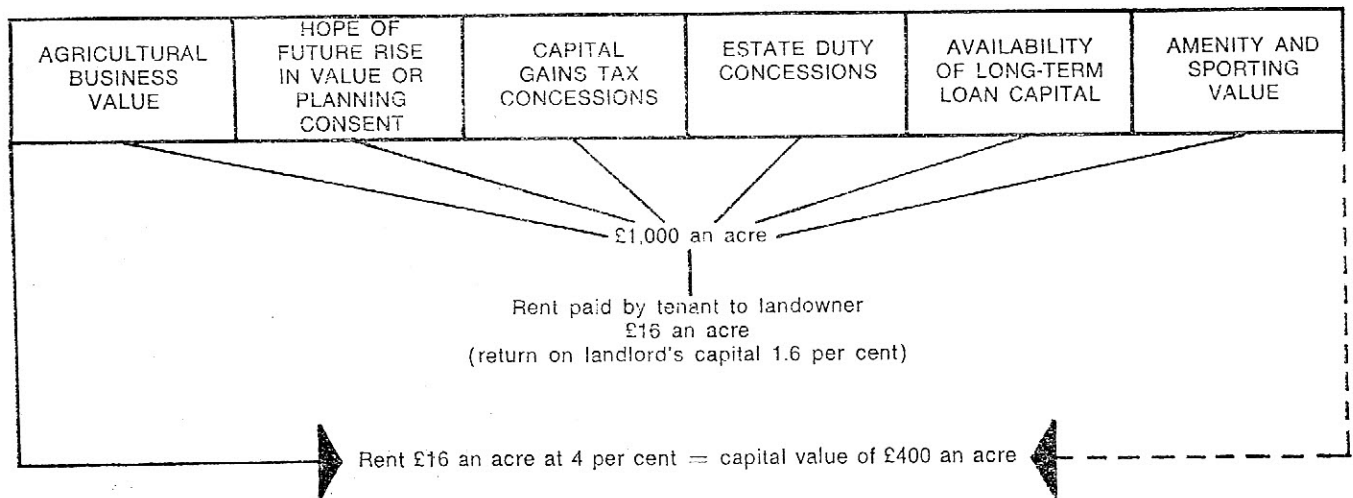 AGRICULTURAL
BUSINESS
VALUE
HOPE OF
FUTURE RISE
IN VALUE OR
PLANNING
CONSENT
CAPITAL
GAINS TAX
CONCESSIONS
ESTATE DUTY
CONCESSIONS
AVAILABILITY
OF LONG-TERM
LOAN CAPITAL
AMENITY AND
SPORTING
VALUE
£1,000 an acre
Rent paid by tenant to landowner
£16 an acre
(return on landlord's capital 1.6 per cent)
Rent £16 an acre at 4 per cent = capital value of £400 an acre